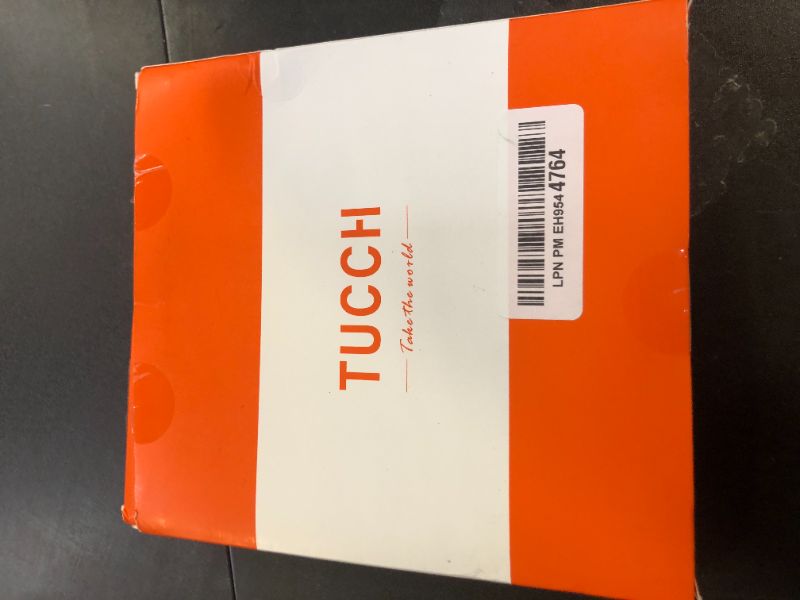 TUCCH
Take the world
LPN PM EH954 4764